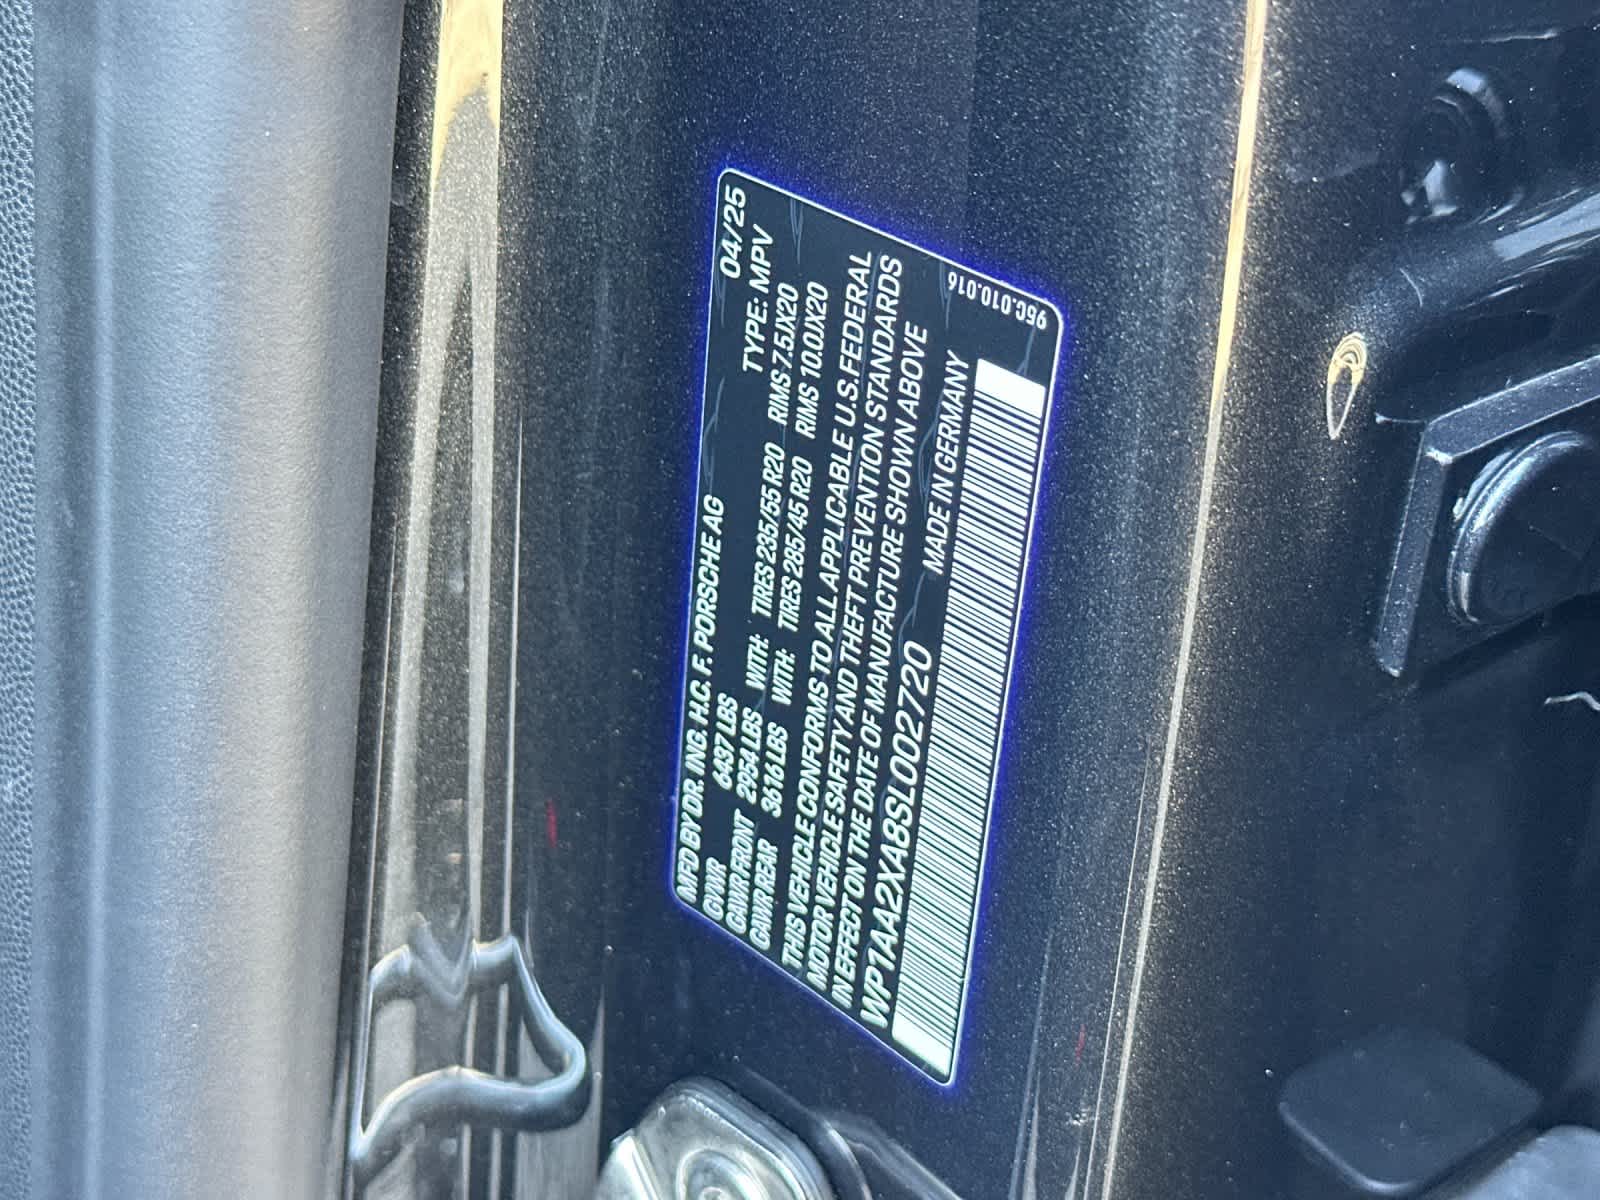 MFD BY DR. ING. H.C. F. PORSCHE AG 04/25
GVWR 6437 LBS TYPE: MPV
GAWR FRONT 2954 LBS WITH: TIRES 235/55 R20 RIMS 7.5JX20
GAWR REAR 3616 LBS WITH: TIRES 285/45 R20 RIMS 10.0JX20
THIS VEHICLE CONFORMS TO ALL APPLICABLE U.S. FEDERAL
MOTOR VEHICLE SAFETY AND THEFT PREVENTION STANDARDS
IN EFFECT ON THE DATE OF MANUFACTURE SHOWN ABOVE
WP1AA2XA8SL002720 MADE IN GERMANY
95C.010.016